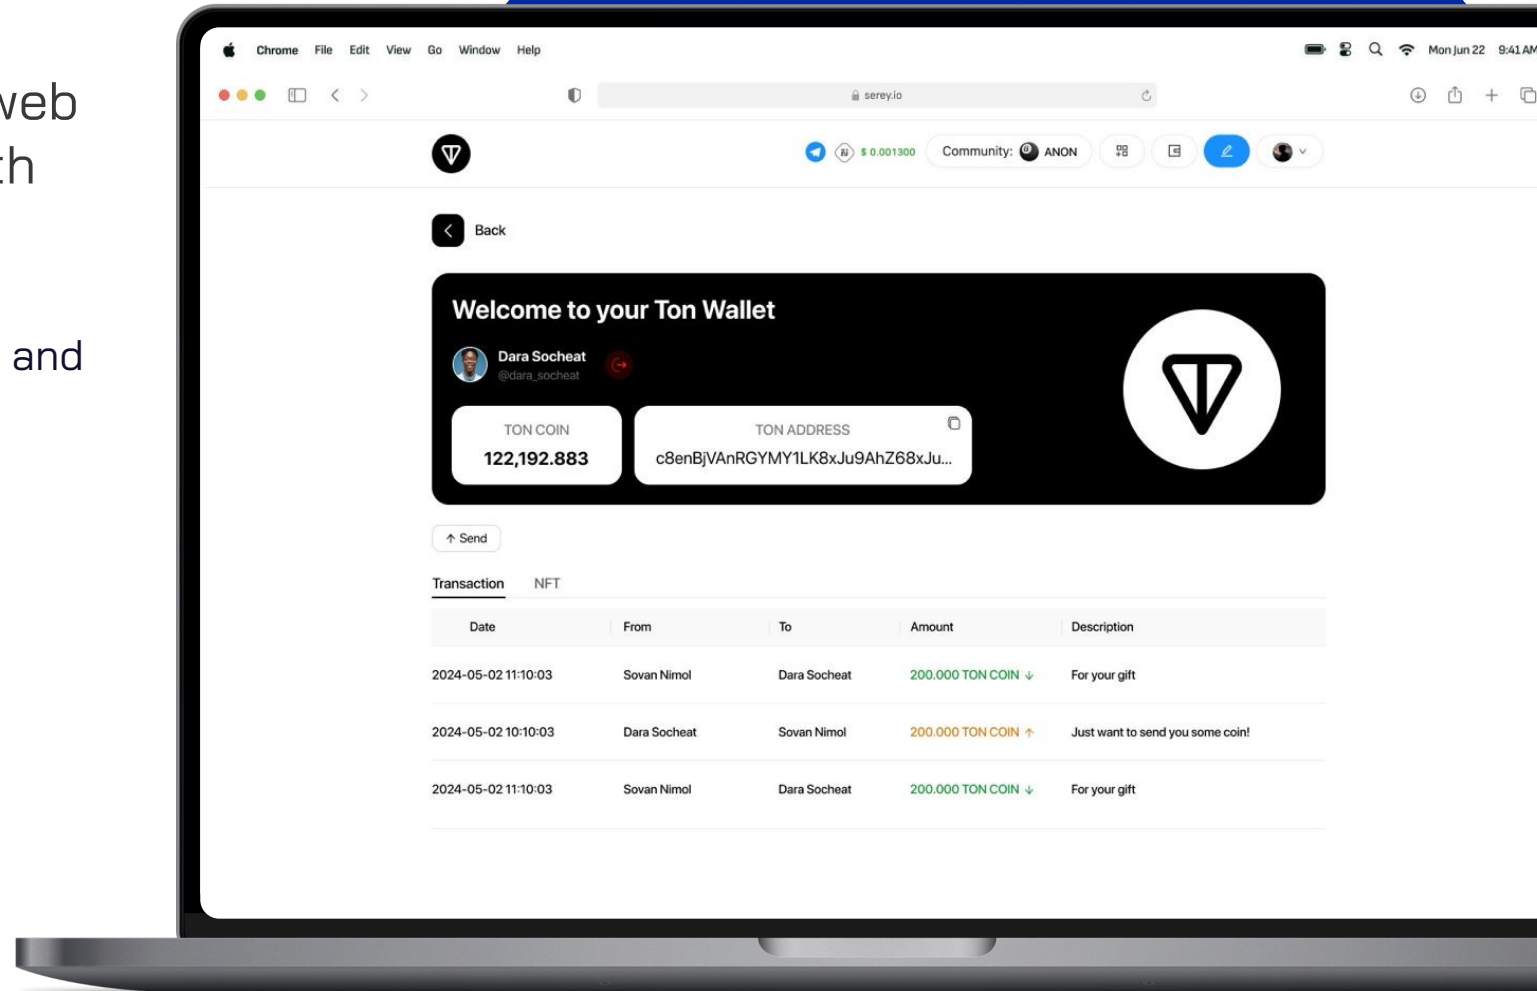 web
and
Chrome File Edit View Go Window Help
Mon Jun 22 9:41 AM
serey.io
$ 0.001300
Community: ANON
Back
Welcome to your Ton Wallet
Dara Socheat
@dara_socheat
TON COIN
122,192.883
TON ADDRESS
c8enBjVAnRGYMY1LK8xJu9AhZ68xJu...
Send
Transaction NFT
Date From To Amount Description
2024-05-02 11:10:03 Sovan Nimol Dara Socheat 200.000 TON COIN ↓ For your gift
2024-05-02 10:10:03 Dara Socheat Sovan Nimol 200.000 TON COIN ↑ Just want to send you some coin!
2024-05-02 11:10:03 Sovan Nimol Dara Socheat 200.000 TON COIN ↓ For your gift